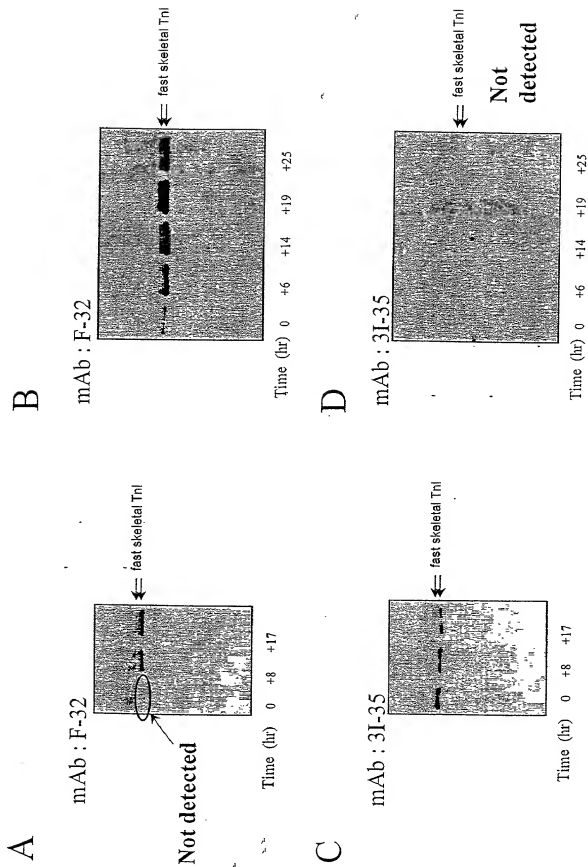 A
mAb : F-32
fast skeletal TnI
Not detected
Time (hr) 0 +8 +17
B
mAb : F-32
fast skeletal TnI
Time (hr) 0 +6 +14 +19 +25
C
mAb : 3I-35
fast skeletal TnI
Time (hr) 0 +8 +17
D
mAb : 3I-35
fast skeletal TnI
Not
detected
Time (hr) 0 +6 +14 +19 +25